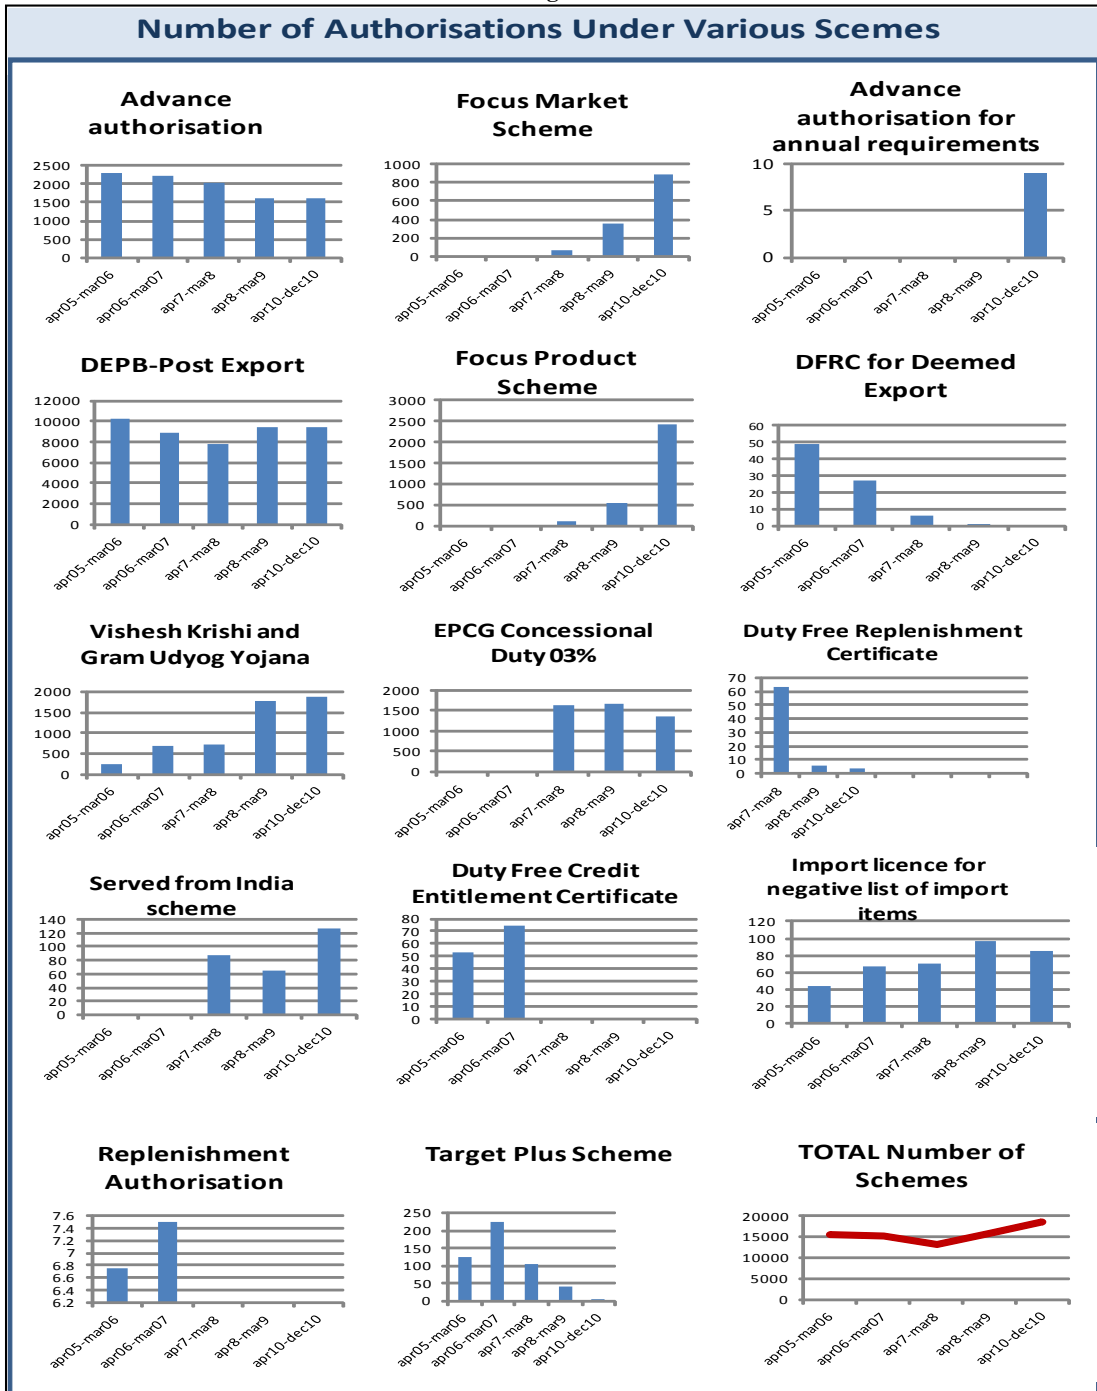 Number of Authorisations Under Various Scemes
Advance
authorisation
2500
2000
1500
1000
500
0
apr05-mar06
apr06-mar07
apr7-mar8
apr8-mar9
apr10-dec10
Focus Market
Scheme
1000
800
600
400
200
0
apr05-mar06
apr06-mar07
apr7-mar8
apr8-mar9
apr10-dec10
Advance
authorisation for
annual requirements
10
5
0
apr05-mar06
apr06-mar07
apr7-mar8
apr8-mar9
apr10-dec10
DEPB-Post Export
12000
10000
8000
6000
4000
2000
0
apr05-mar06
apr06-mar07
apr7-mar8
apr8-mar9
apr10-dec10
Focus Product
Scheme
3000
2500
2000
1500
1000
500
0
apr05-mar06
apr06-mar07
apr7-mar8
apr8-mar9
apr10-dec10
DFRC for Deemed
Export
60
50
40
30
20
10
0
apr05-mar06
apr06-mar07
apr7-mar8
apr8-mar9
apr10-dec10
Vishesh Krishi and
Gram Udyog Yojana
2000
1500
1000
500
0
apr05-mar06
apr06-mar07
apr7-mar8
apr8-mar9
apr10-dec10
EPCG Concessional
Duty 03%
2000
1500
1000
500
0
apr05-mar06
apr06-mar07
apr7-mar8
apr8-mar9
apr10-dec10
Duty Free Replenishment
Certificate
70
60
50
40
30
20
10
0
apr7-mar8
apr8-mar9
apr10-dec10
Served from India
scheme
140
120
100
80
60
40
20
0
apr05-mar06
apr06-mar07
apr7-mar8
apr8-mar9
apr10-dec10
Duty Free Credit
Entitlement Certificate
80
70
60
50
40
30
20
10
0
apr05-mar06
apr06-mar07
apr7-mar8
apr8-mar9
apr10-dec10
Import licence for
negative list of import
items
120
100
80
60
40
20
0
apr05-mar06
apr06-mar07
apr7-mar8
apr8-mar9
apr10-dec10
Replenishment
Authorisation
7.6
7.4
7.2
7
6.8
6.6
6.4
6.2
apr05-mar06
apr06-mar07
apr7-mar8
apr8-mar9
apr10-dec10
Target Plus Scheme
250
200
150
100
50
0
apr05-mar06
apr06-mar07
apr7-mar8
apr8-mar9
apr10-dec10
TOTAL Number of
Schemes
20000
15000
10000
5000
0
apr05-mar06
apr06-mar07
apr7-mar8
apr8-mar9
apr10-dec10